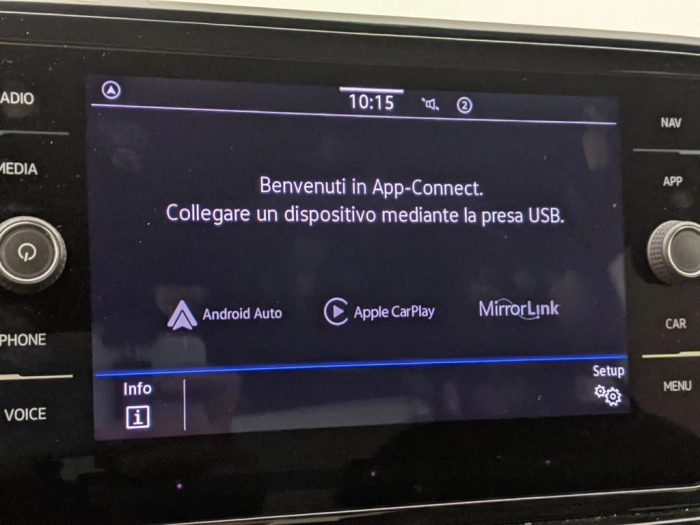 10:15
2
ADIO
NAV
MEDIA
APP
Benvenuti in App-Connect.
Collegare un dispositivo mediante la presa USB.
Android Auto
Apple CarPlay
MirrorLink
PHONE
CAR
Info
Setup
i
VOICE
MENU